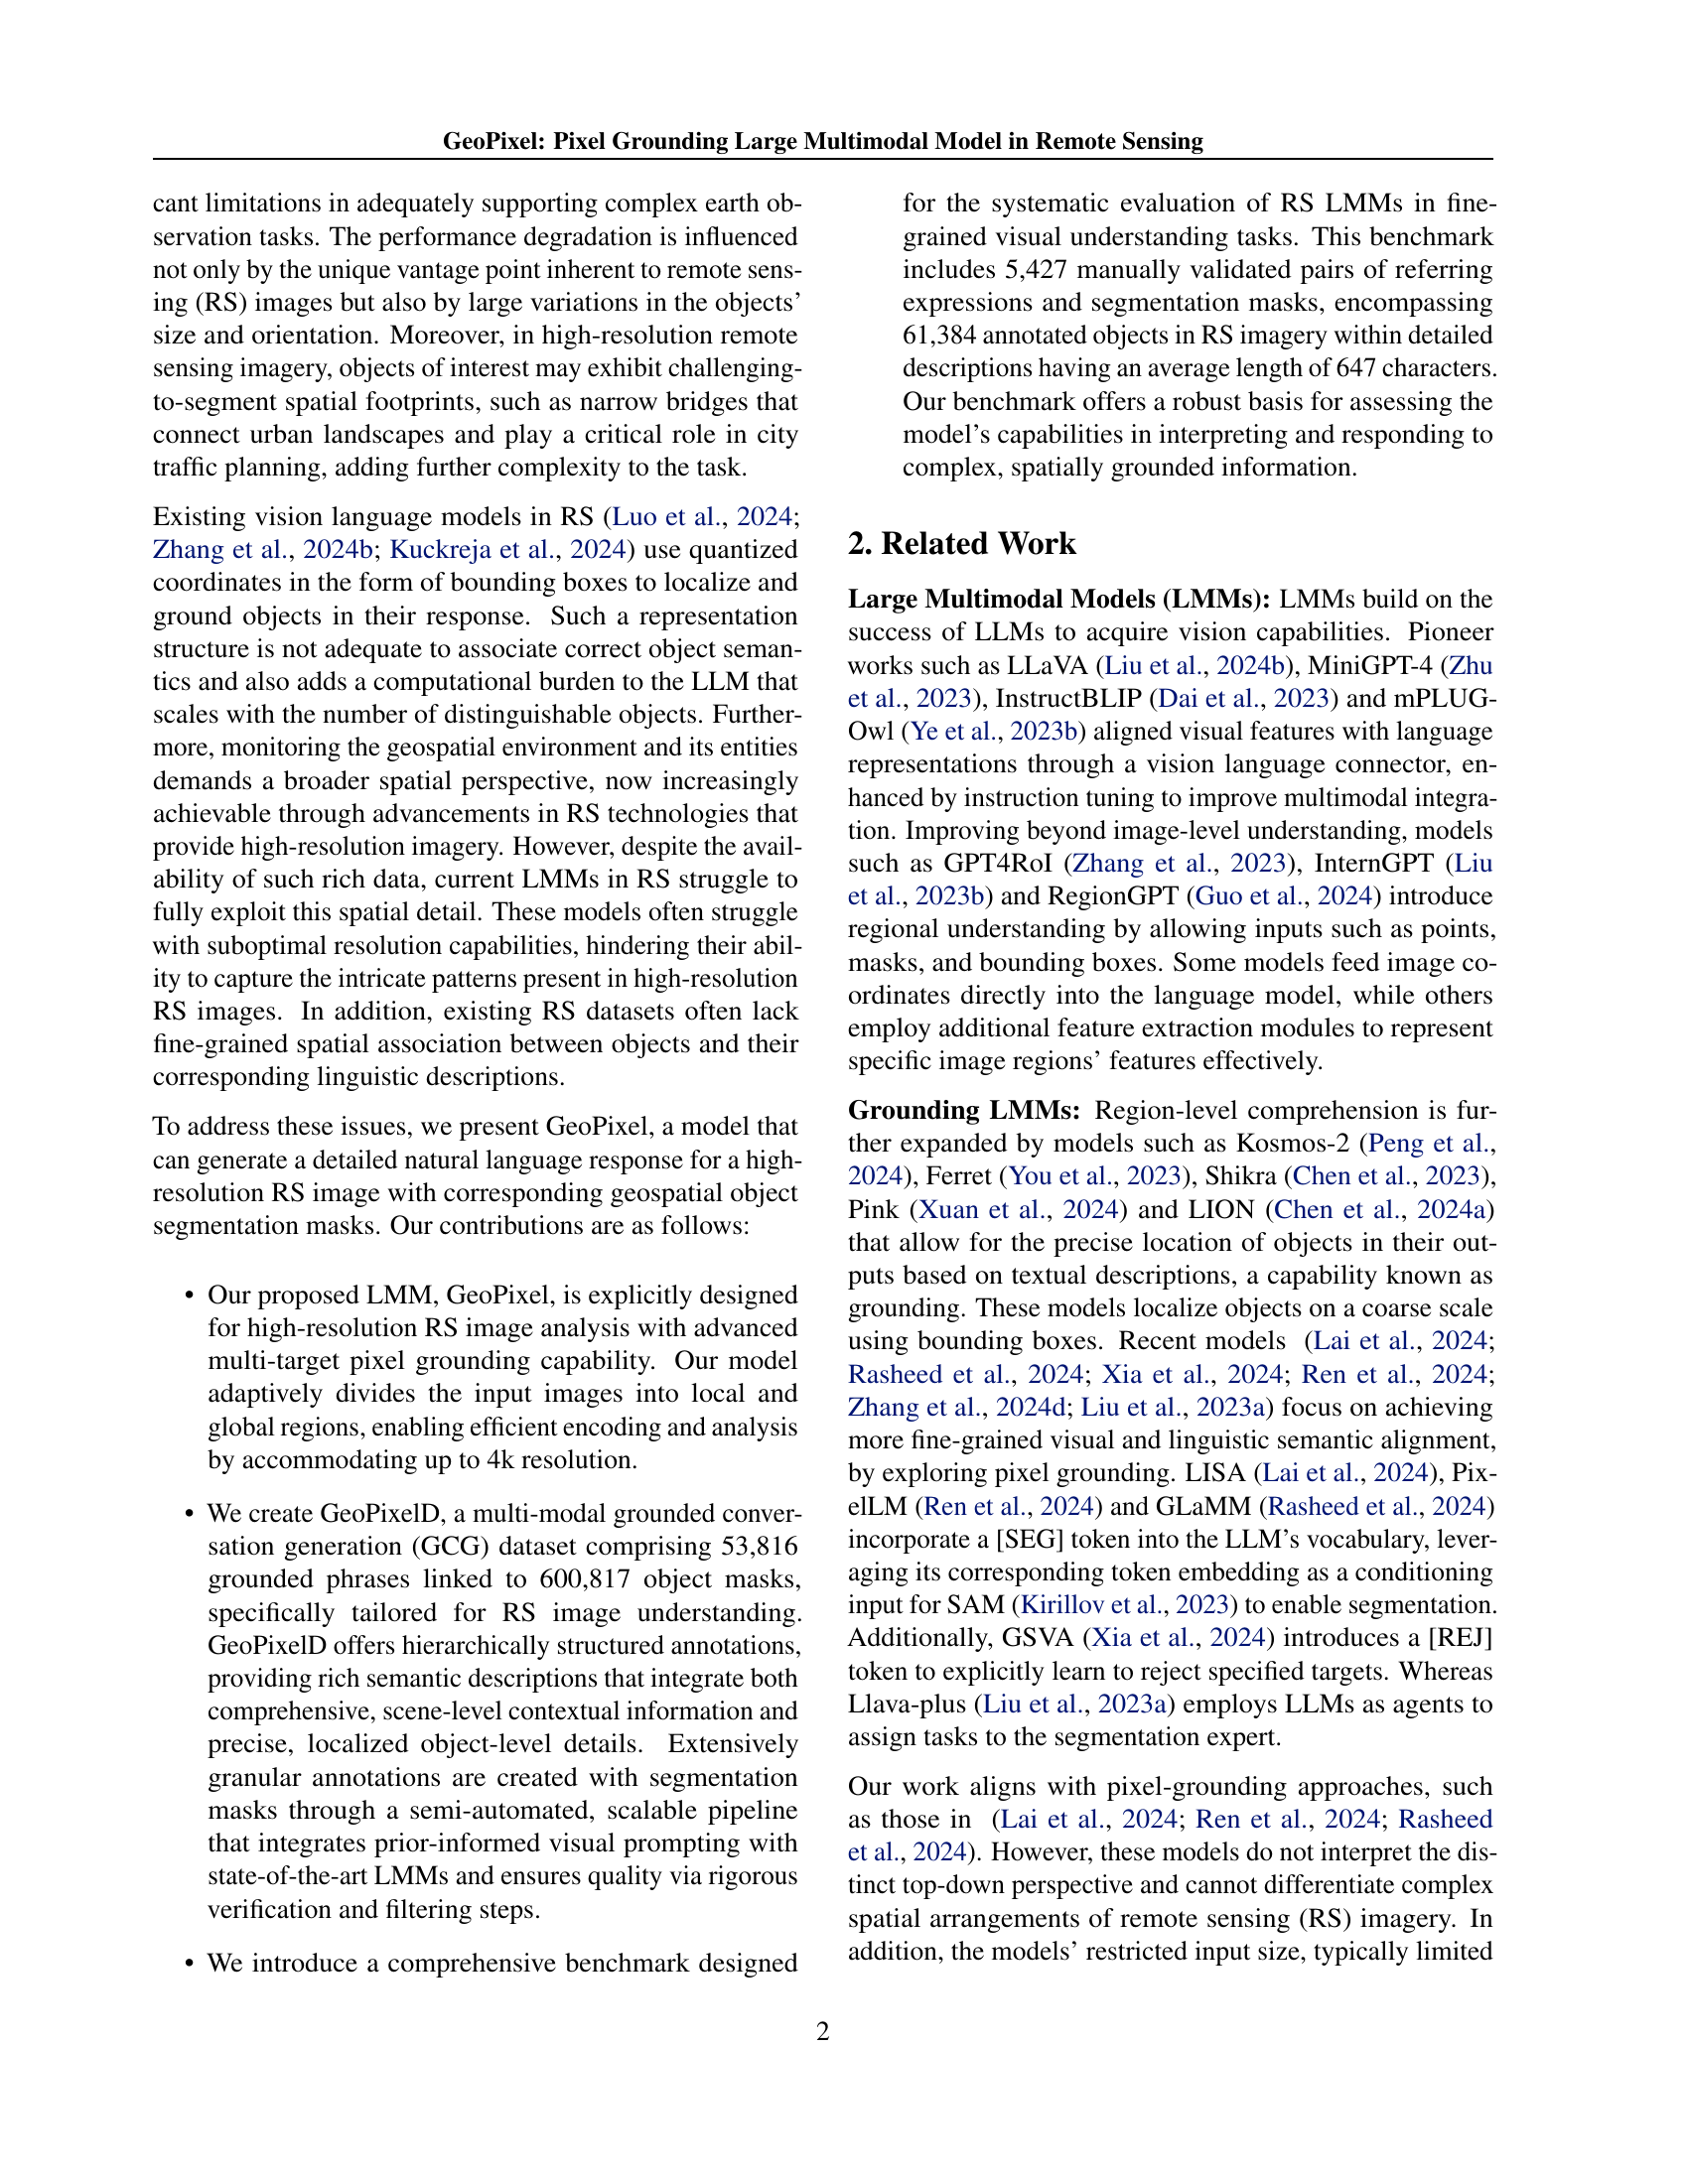 GeoPixel: Pixel Grounding Large Multimodal Model in Remote Sensing
cant limitations in adequately supporting complex earth ob-
servation tasks. The performance degradation is influenced
not only by the unique vantage point inherent to remote sens-
ing (RS) images but also by large variations in the objects’
size and orientation. Moreover, in high-resolution remote
sensing imagery, objects of interest may exhibit challenging-
to-segment spatial footprints, such as narrow bridges that
connect urban landscapes and play a critical role in city
traffic planning, adding further complexity to the task.
Existing vision language models in RS (Luo et al., 2024;
Zhang et al., 2024b; Kuckreja et al., 2024) use quantized
coordinates in the form of bounding boxes to localize and
ground objects in their response. Such a representation
structure is not adequate to associate correct object seman-
tics and also adds a computational burden to the LLM that
scales with the number of distinguishable objects. Further-
more, monitoring the geospatial environment and its entities
demands a broader spatial perspective, now increasingly
achievable through advancements in RS technologies that
provide high-resolution imagery. However, despite the avail-
ability of such rich data, current LMMs in RS struggle to
fully exploit this spatial detail. These models often struggle
with suboptimal resolution capabilities, hindering their abil-
ity to capture the intricate patterns present in high-resolution
RS images. In addition, existing RS datasets often lack
fine-grained spatial association between objects and their
corresponding linguistic descriptions.
To address these issues, we present GeoPixel, a model that
can generate a detailed natural language response for a high-
resolution RS image with corresponding geospatial object
segmentation masks. Our contributions are as follows:
• Our proposed LMM, GeoPixel, is explicitly designed
for high-resolution RS image analysis with advanced
multi-target pixel grounding capability. Our model
adaptively divides the input images into local and
global regions, enabling efficient encoding and analysis
by accommodating up to 4k resolution.
• We create GeoPixelD, a multi-modal grounded conver-
sation generation (GCG) dataset comprising 53,816
grounded phrases linked to 600,817 object masks,
specifically tailored for RS image understanding.
GeoPixelD offers hierarchically structured annotations,
providing rich semantic descriptions that integrate both
comprehensive, scene-level contextual information and
precise, localized object-level details. Extensively
granular annotations are created with segmentation
masks through a semi-automated, scalable pipeline
that integrates prior-informed visual prompting with
state-of-the-art LMMs and ensures quality via rigorous
verification and filtering steps.
• We introduce a comprehensive benchmark designed
for the systematic evaluation of RS LMMs in fine-
grained visual understanding tasks. This benchmark
includes 5,427 manually validated pairs of referring
expressions and segmentation masks, encompassing
61,384 annotated objects in RS imagery within detailed
descriptions having an average length of 647 characters.
Our benchmark offers a robust basis for assessing the
model’s capabilities in interpreting and responding to
complex, spatially grounded information.
2. Related Work
Large Multimodal Models (LMMs): LMMs build on the
success of LLMs to acquire vision capabilities. Pioneer
works such as LLaVA (Liu et al., 2024b), MiniGPT-4 (Zhu
et al., 2023), InstructBLIP (Dai et al., 2023) and mPLUG-
Owl (Ye et al., 2023b) aligned visual features with language
representations through a vision language connector, en-
hanced by instruction tuning to improve multimodal integra-
tion. Improving beyond image-level understanding, models
such as GPT4RoI (Zhang et al., 2023), InternGPT (Liu
et al., 2023b) and RegionGPT (Guo et al., 2024) introduce
regional understanding by allowing inputs such as points,
masks, and bounding boxes. Some models feed image co-
ordinates directly into the language model, while others
employ additional feature extraction modules to represent
specific image regions’ features effectively.
Grounding LMMs: Region-level comprehension is fur-
ther expanded by models such as Kosmos-2 (Peng et al.,
2024), Ferret (You et al., 2023), Shikra (Chen et al., 2023),
Pink (Xuan et al., 2024) and LION (Chen et al., 2024a)
that allow for the precise location of objects in their out-
puts based on textual descriptions, a capability known as
grounding. These models localize objects on a coarse scale
using bounding boxes. Recent models (Lai et al., 2024;
Rasheed et al., 2024; Xia et al., 2024; Ren et al., 2024;
Zhang et al., 2024d; Liu et al., 2023a) focus on achieving
more fine-grained visual and linguistic semantic alignment,
by exploring pixel grounding. LISA (Lai et al., 2024), Pix-
elLM (Ren et al., 2024) and GLaMM (Rasheed et al., 2024)
incorporate a [SEG] token into the LLM’s vocabulary, lever-
aging its corresponding token embedding as a conditioning
input for SAM (Kirillov et al., 2023) to enable segmentation.
Additionally, GSVA (Xia et al., 2024) introduces a [REJ]
token to explicitly learn to reject specified targets. Whereas
Llava-plus (Liu et al., 2023a) employs LLMs as agents to
assign tasks to the segmentation expert.
Our work aligns with pixel-grounding approaches, such
as those in (Lai et al., 2024; Ren et al., 2024; Rasheed
et al., 2024). However, these models do not interpret the dis-
tinct top-down perspective and cannot differentiate complex
spatial arrangements of remote sensing (RS) imagery. In
addition, the models’ restricted input size, typically limited
2